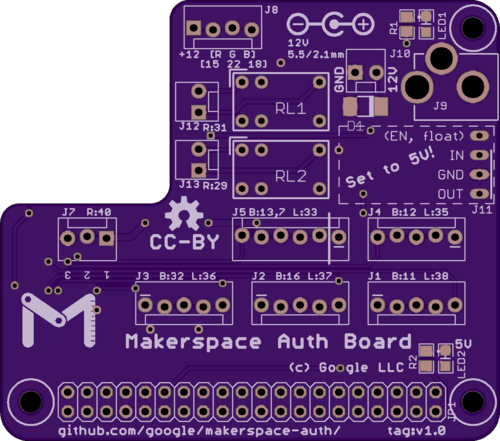 J8
+12 [R G B]
[15 22 18]
12V
5.5/2.1mm
R1
LED1
J10
GND
12V
J9
D1
J12 R:31
RL1
J13 R:29
RL2
(EN, float)
IN
GND
OUT
Set to 5V!
J11
J7 R:40
3 2 1
CC-BY
J5 B:13,7 L:33
J4 B:12 L:35
J3 B:32 L:36
J2 B:16 L:37
J1 B:11 L:38
M
Makerspace Auth Board
(c) Google LLC
R2
5V
LED2
JP1
github.com/google/makerspace-auth/ tag:v1.0